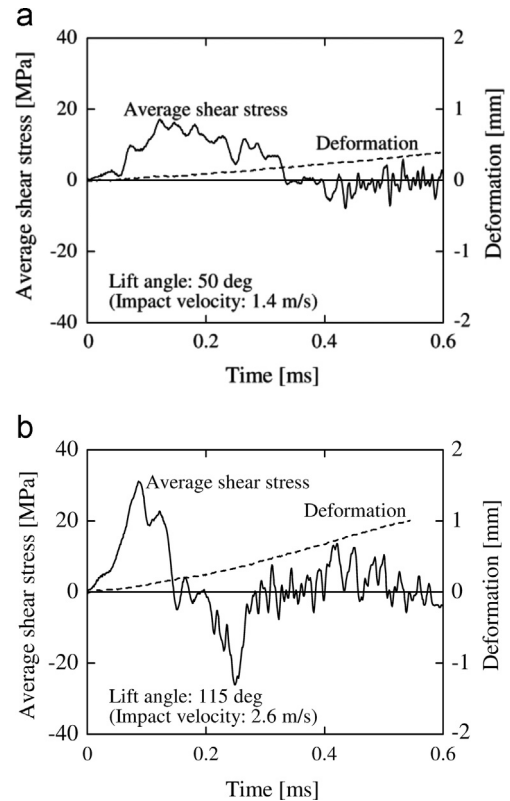 a
40
2
20
1
0
0
-20
-1
-40
-2
Average shear stress [MPa]
Average shear stress
Deformation
Deformation [mm]
Lift angle: 50 deg
(Impact velocity: 1.4 m/s)
0
0.2
0.4
0.6
Time [ms]
b
40
2
20
1
0
0
-20
-1
-40
-2
Average shear stress [MPa]
Average shear stress
Deformation
Deformation [mm]
Lift angle: 115 deg
(Impact velocity: 2.6 m/s)
0
0.2
0.4
0.6
Time [ms]